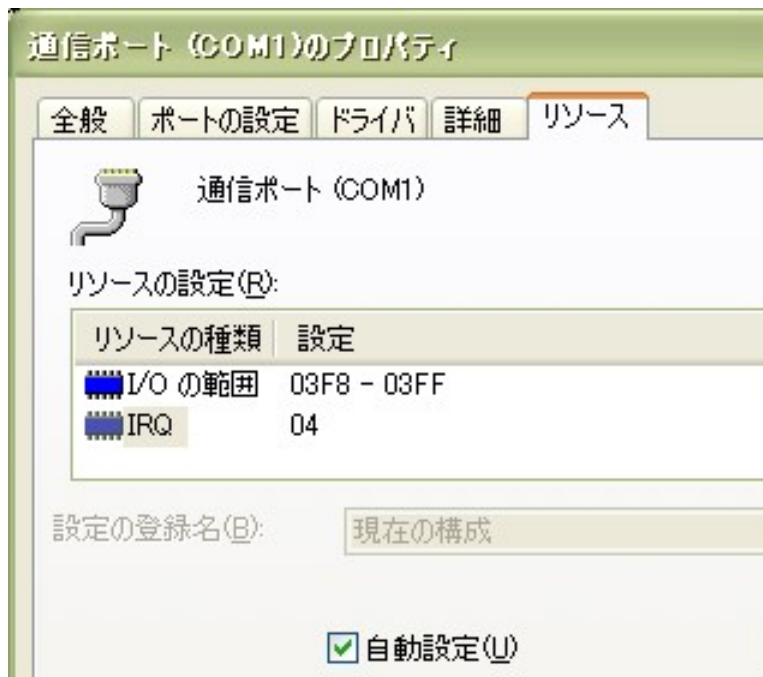 通信ポート (COM1)のプロパティ
全般 ポートの設定 ドライバ 詳細 リソース
通信ポート (COM1)
リソースの設定(R):
リソースの種類 設定
I/O の範囲 03F8 - 03FF
IRQ 04
設定の登録名(B): 現在の構成
自動設定(U)